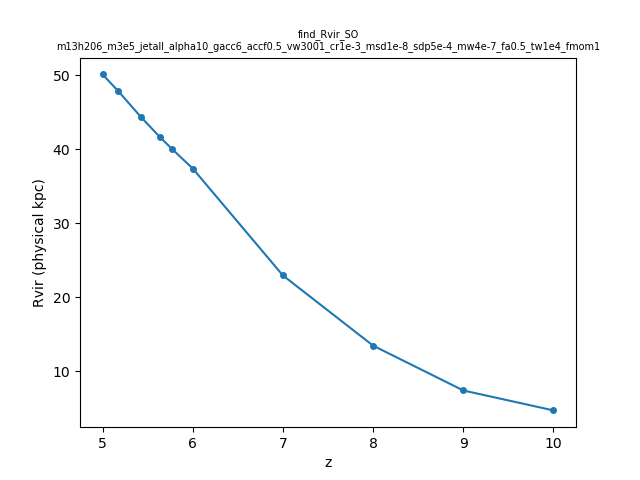 find_Rvir_SO
m13h206_m3e5_jetall_alpha10_gacc6_accf0.5_vw3001_cr1e-3_msd1e-8_sdp5e-4_mw4e-7_fa0.5_tw1e4_fmom1
50
40
30
20
10
Rvir (physical kpc)
5 6 7 8 9 10
z